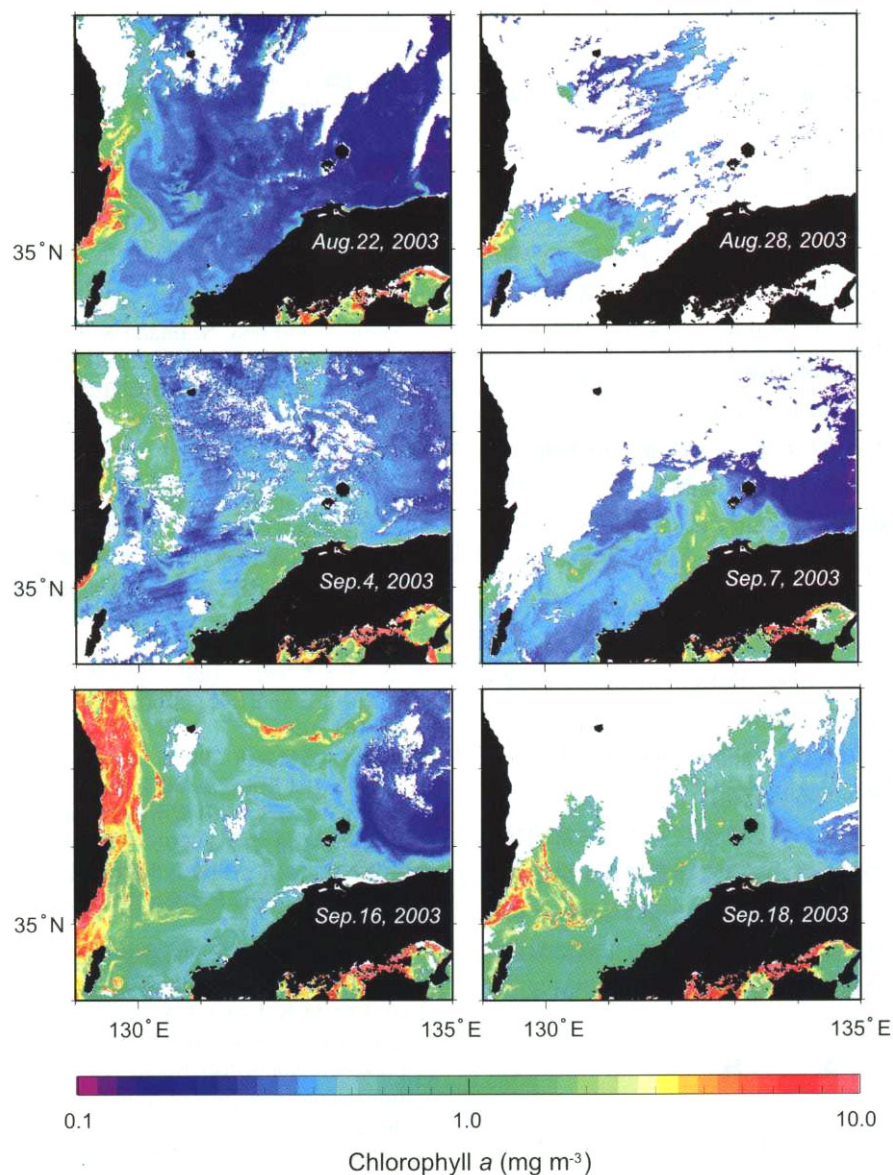 Aug.22, 2003
Aug.28, 2003
35°N
Sep.4, 2003
Sep.7, 2003
35°N
Sep.16, 2003
Sep.18, 2003
35°N
130°E
135°E
130°E
135°E
0.1
1.0
10.0
Chlorophyll a (mg m-3)